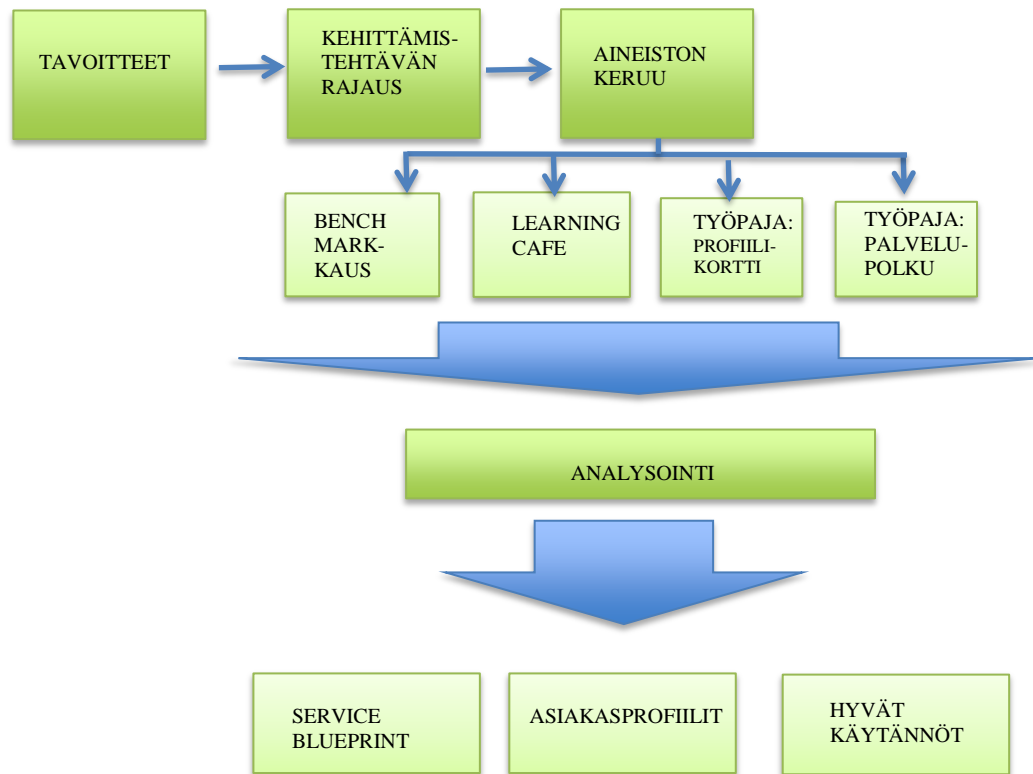 TAVOITTEET
KEHITTÄMIS-
TEHTÄVÄN
RAJAUS
AINEISTON
KERUU
BENCH
MARK-
KAUS
LEARNING
CAFE
TYÖPAJA:
PROFIILI-
KORTTI
TYÖPAJA:
PALVELU-
POLKU
ANALYSOINTI
SERVICE
BLUEPRINT
ASIAKASPROFIILIT
HYVÄT
KÄYTÄNNÖT